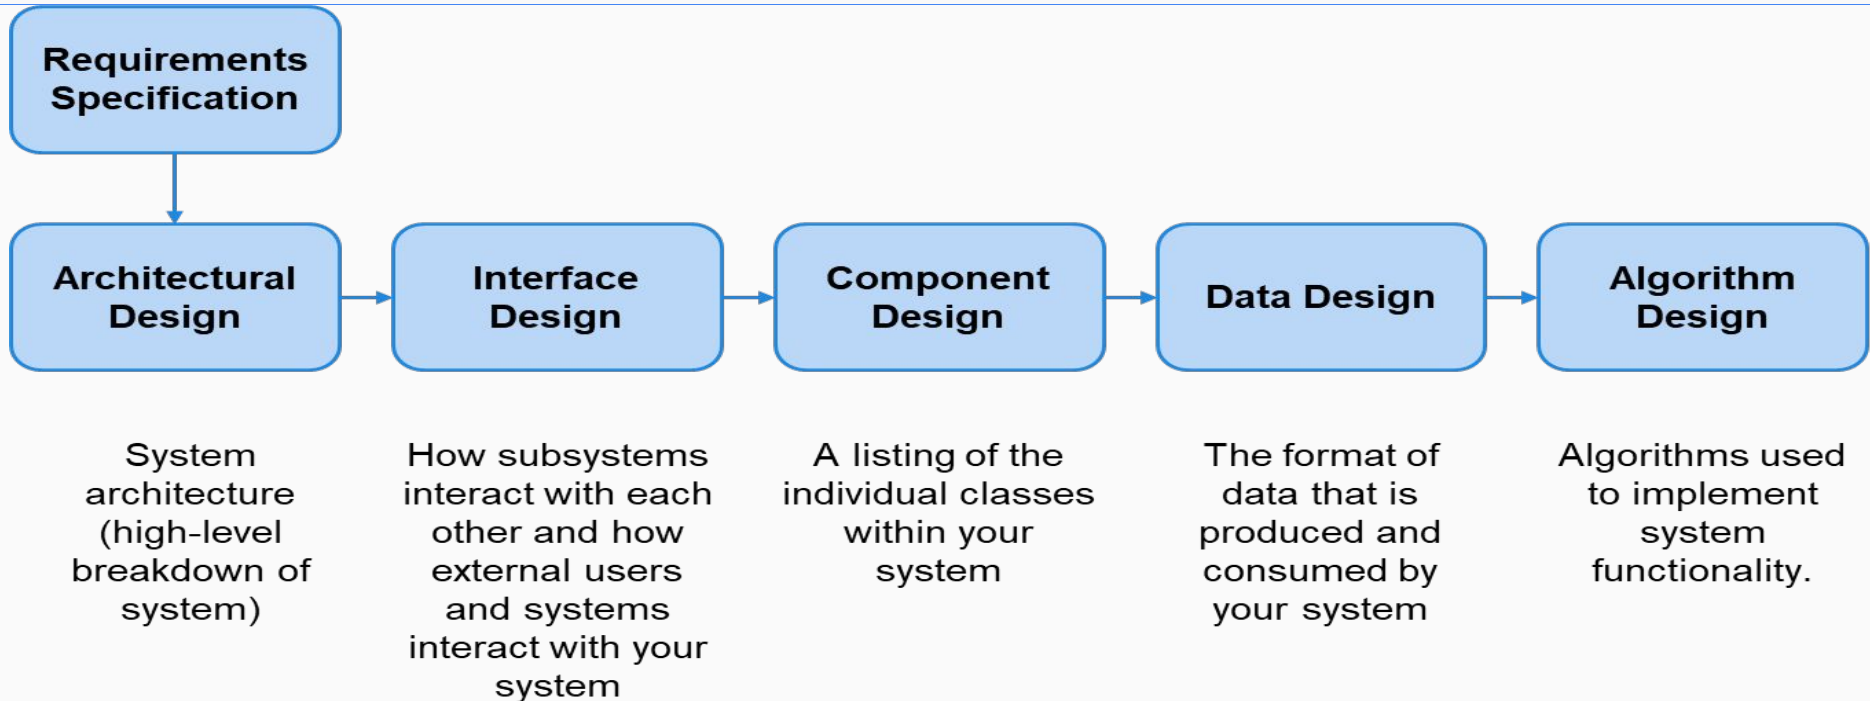 Requirements
Specification
Architectural
Design
Interface
Design
Component
Design
Data Design
Algorithm
Design
System
architecture
(high-level
breakdown of
system)
How subsystems
interact with each
other and how
external users
and systems
interact with your
system
A listing of the
individual classes
within your
system
The format of
data that is
produced and
consumed by
your system
Algorithms used
to implement
system
functionality.